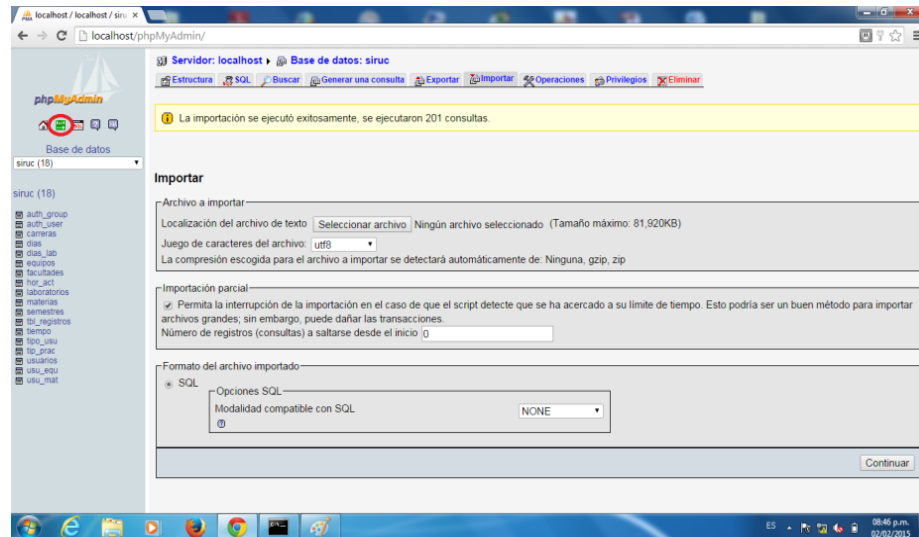 localhost / localhost / siru
localhost/phpMyAdmin/
phpMyAdmin
Base de datos
siruc (18)
siruc (18)
auth_group
auth_user
carreras
dias
dias_lab
equipos
facultades
hor_act
laboratorios
materias
semestres
tbl_registros
tiempo
tipo_usu
tip_prac
usuarios
usu_equ
usu_mat
Servidor: localhost ▸ Base de datos: siruc
Estructura SQL Buscar Generar una consulta Exportar Importar Operaciones Privilegios Eliminar
La importación se ejecutó exitosamente, se ejecutaron 201 consultas.
Importar
Archivo a importar
Localización del archivo de texto Seleccionar archivo Ningún archivo seleccionado (Tamaño máximo: 81,920KB)
Juego de caracteres del archivo: utf8
La compresión escogida para el archivo a importar se detectará automáticamente de: Ninguna, gzip, zip
Importación parcial
Permita la interrupción de la importación en el caso de que el script detecte que se ha acercado a su límite de tiempo. Esto podría ser un buen método para importar
archivos grandes; sin embargo, puede dañar las transacciones.
Número de registros (consultas) a saltarse desde el inicio 0
Formato del archivo importado
SQL
Opciones SQL
Modalidad compatible con SQL NONE
Continuar
ES 08:46 p.m.
02/02/2015